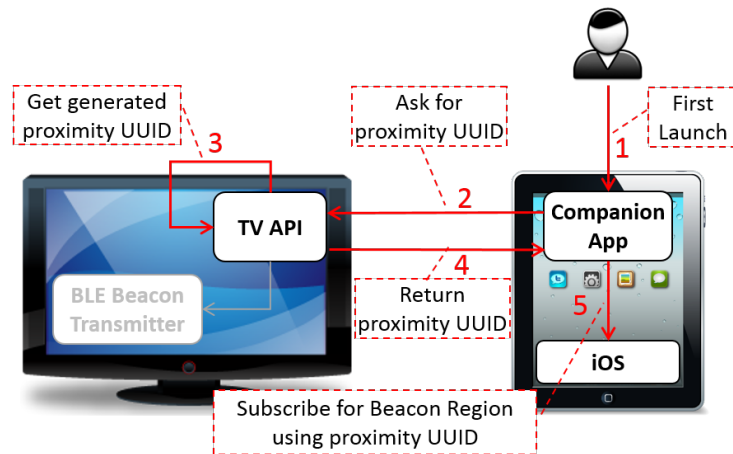 Get generated
proximity UUID
3
Ask for
proximity UUID
2
First
Launch
1
TV API
Companion
App
4
Return
proximity UUID
BLE Beacon
Transmitter
5
iOS
Subscribe for Beacon Region
using proximity UUID